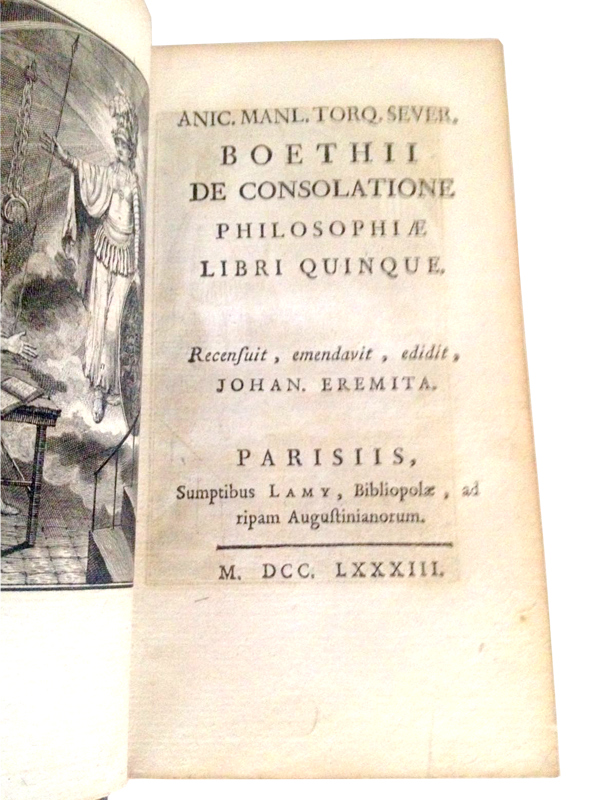 ANIC. MANL. TORQ. SEVER.
BOETHII
DE CONSOLATIONE
PHILOSOPHIÆ
LIBRI QUINQUE.
Recenſuit, emendavit, edidit,
JOHAN. EREMITA.
PARISIIS,
Sumptibus LAMY, Bibliopolæ, ad
ripam Auguſtinianorum.
M. DCC. LXXXIII.